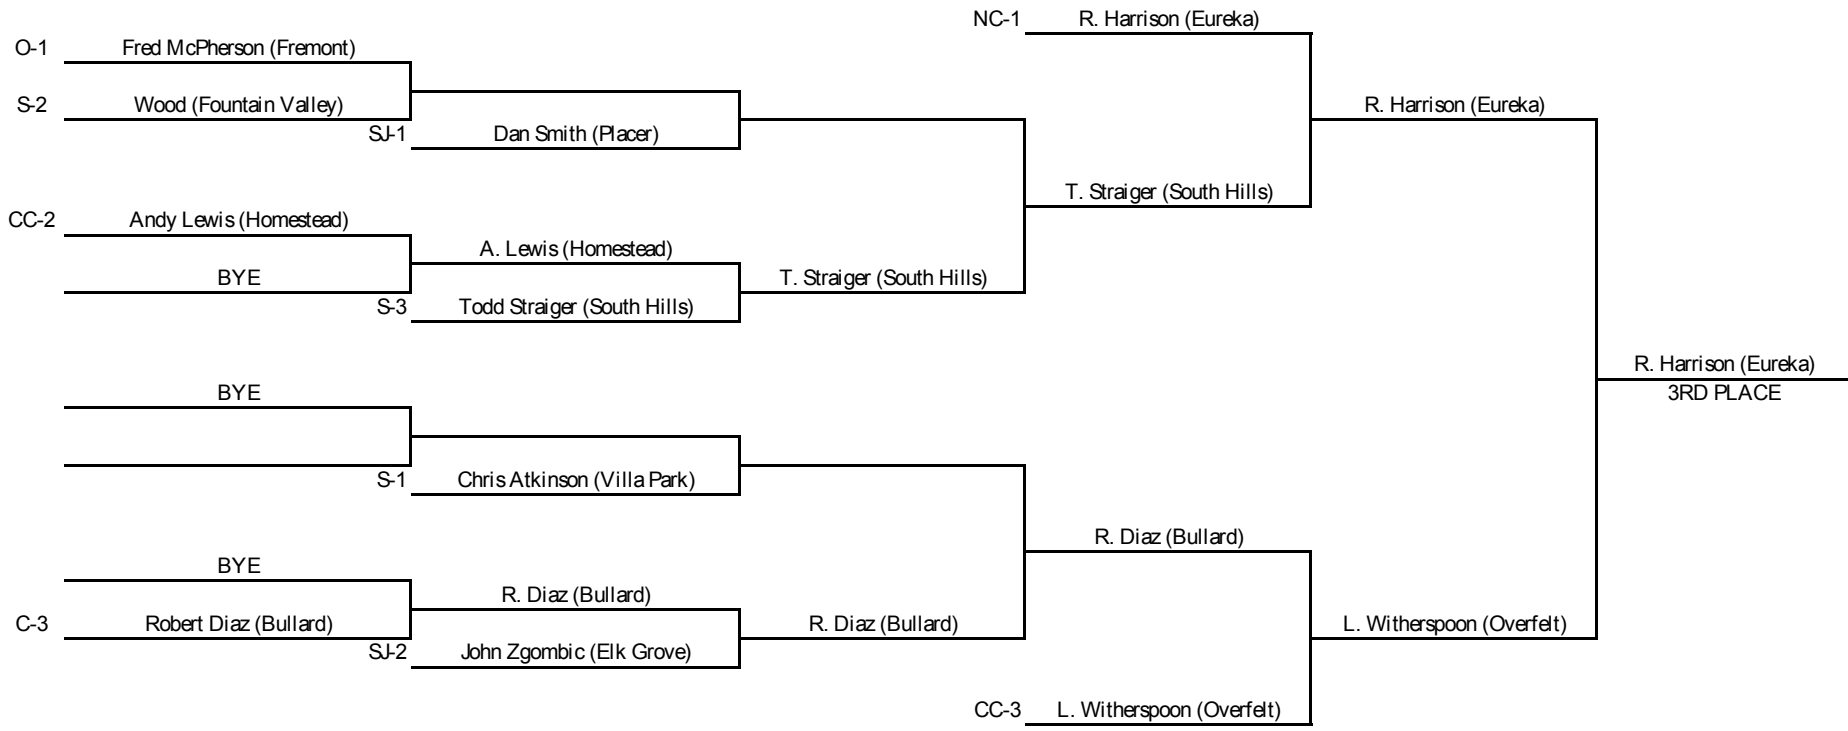 NC-1 R. Harrison (Eureka)
O-1 Fred McPherson (Fremont)
S-2 Wood (Fountain Valley) R. Harrison (Eureka)
SJ-1 Dan Smith (Placer)
T. Straiger (South Hills)
CC-2 Andy Lewis (Homestead)
A. Lewis (Homestead)
BYE T. Straiger (South Hills)
S-3 Todd Straiger (South Hills)
R. Harrison (Eureka)
BYE 3RD PLACE
S-1 Chris Atkinson (Villa Park)
R. Diaz (Bullard)
BYE
R. Diaz (Bullard)
C-3 Robert Diaz (Bullard) R. Diaz (Bullard) L. Witherspoon (Overfelt)
SJ-2 John Zgombic (Elk Grove)
CC-3 L. Witherspoon (Overfelt)